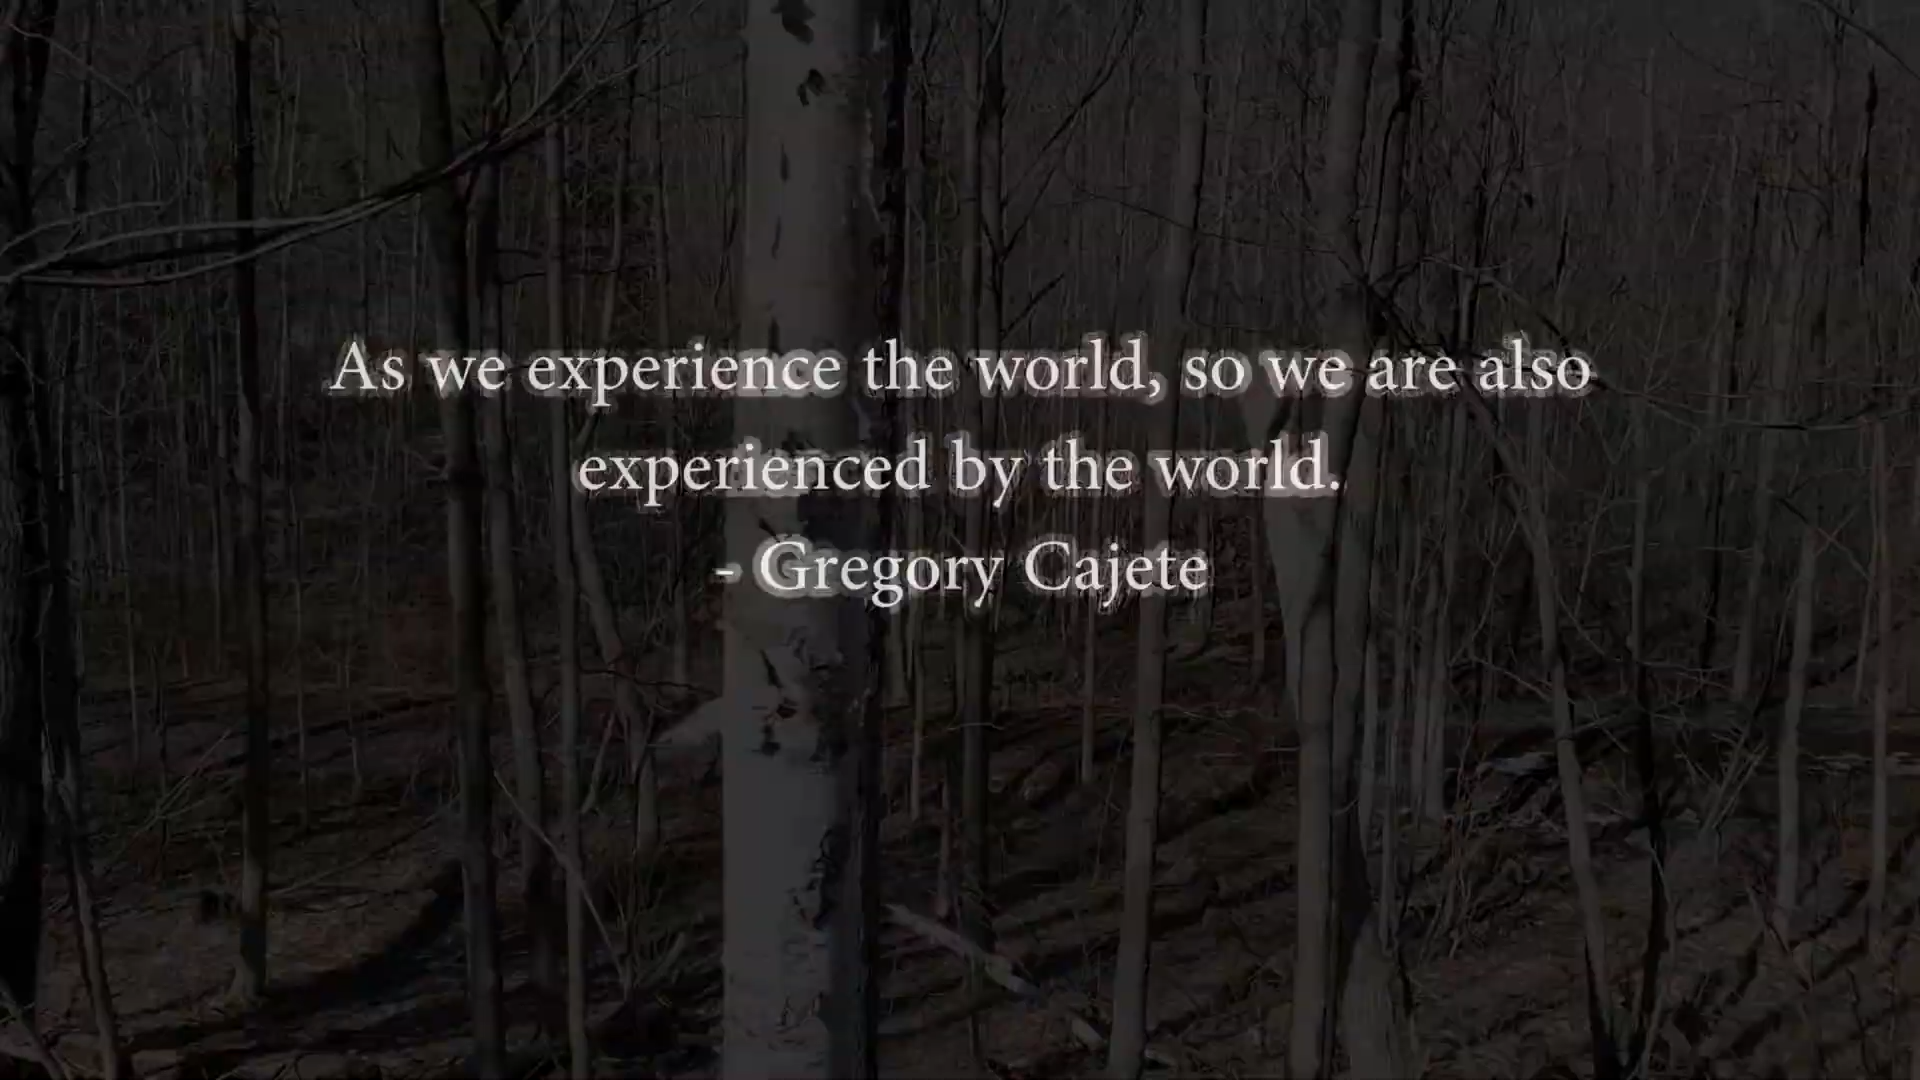 As we experience the world, so we are also
experienced by the world.
- Gregory Cajete